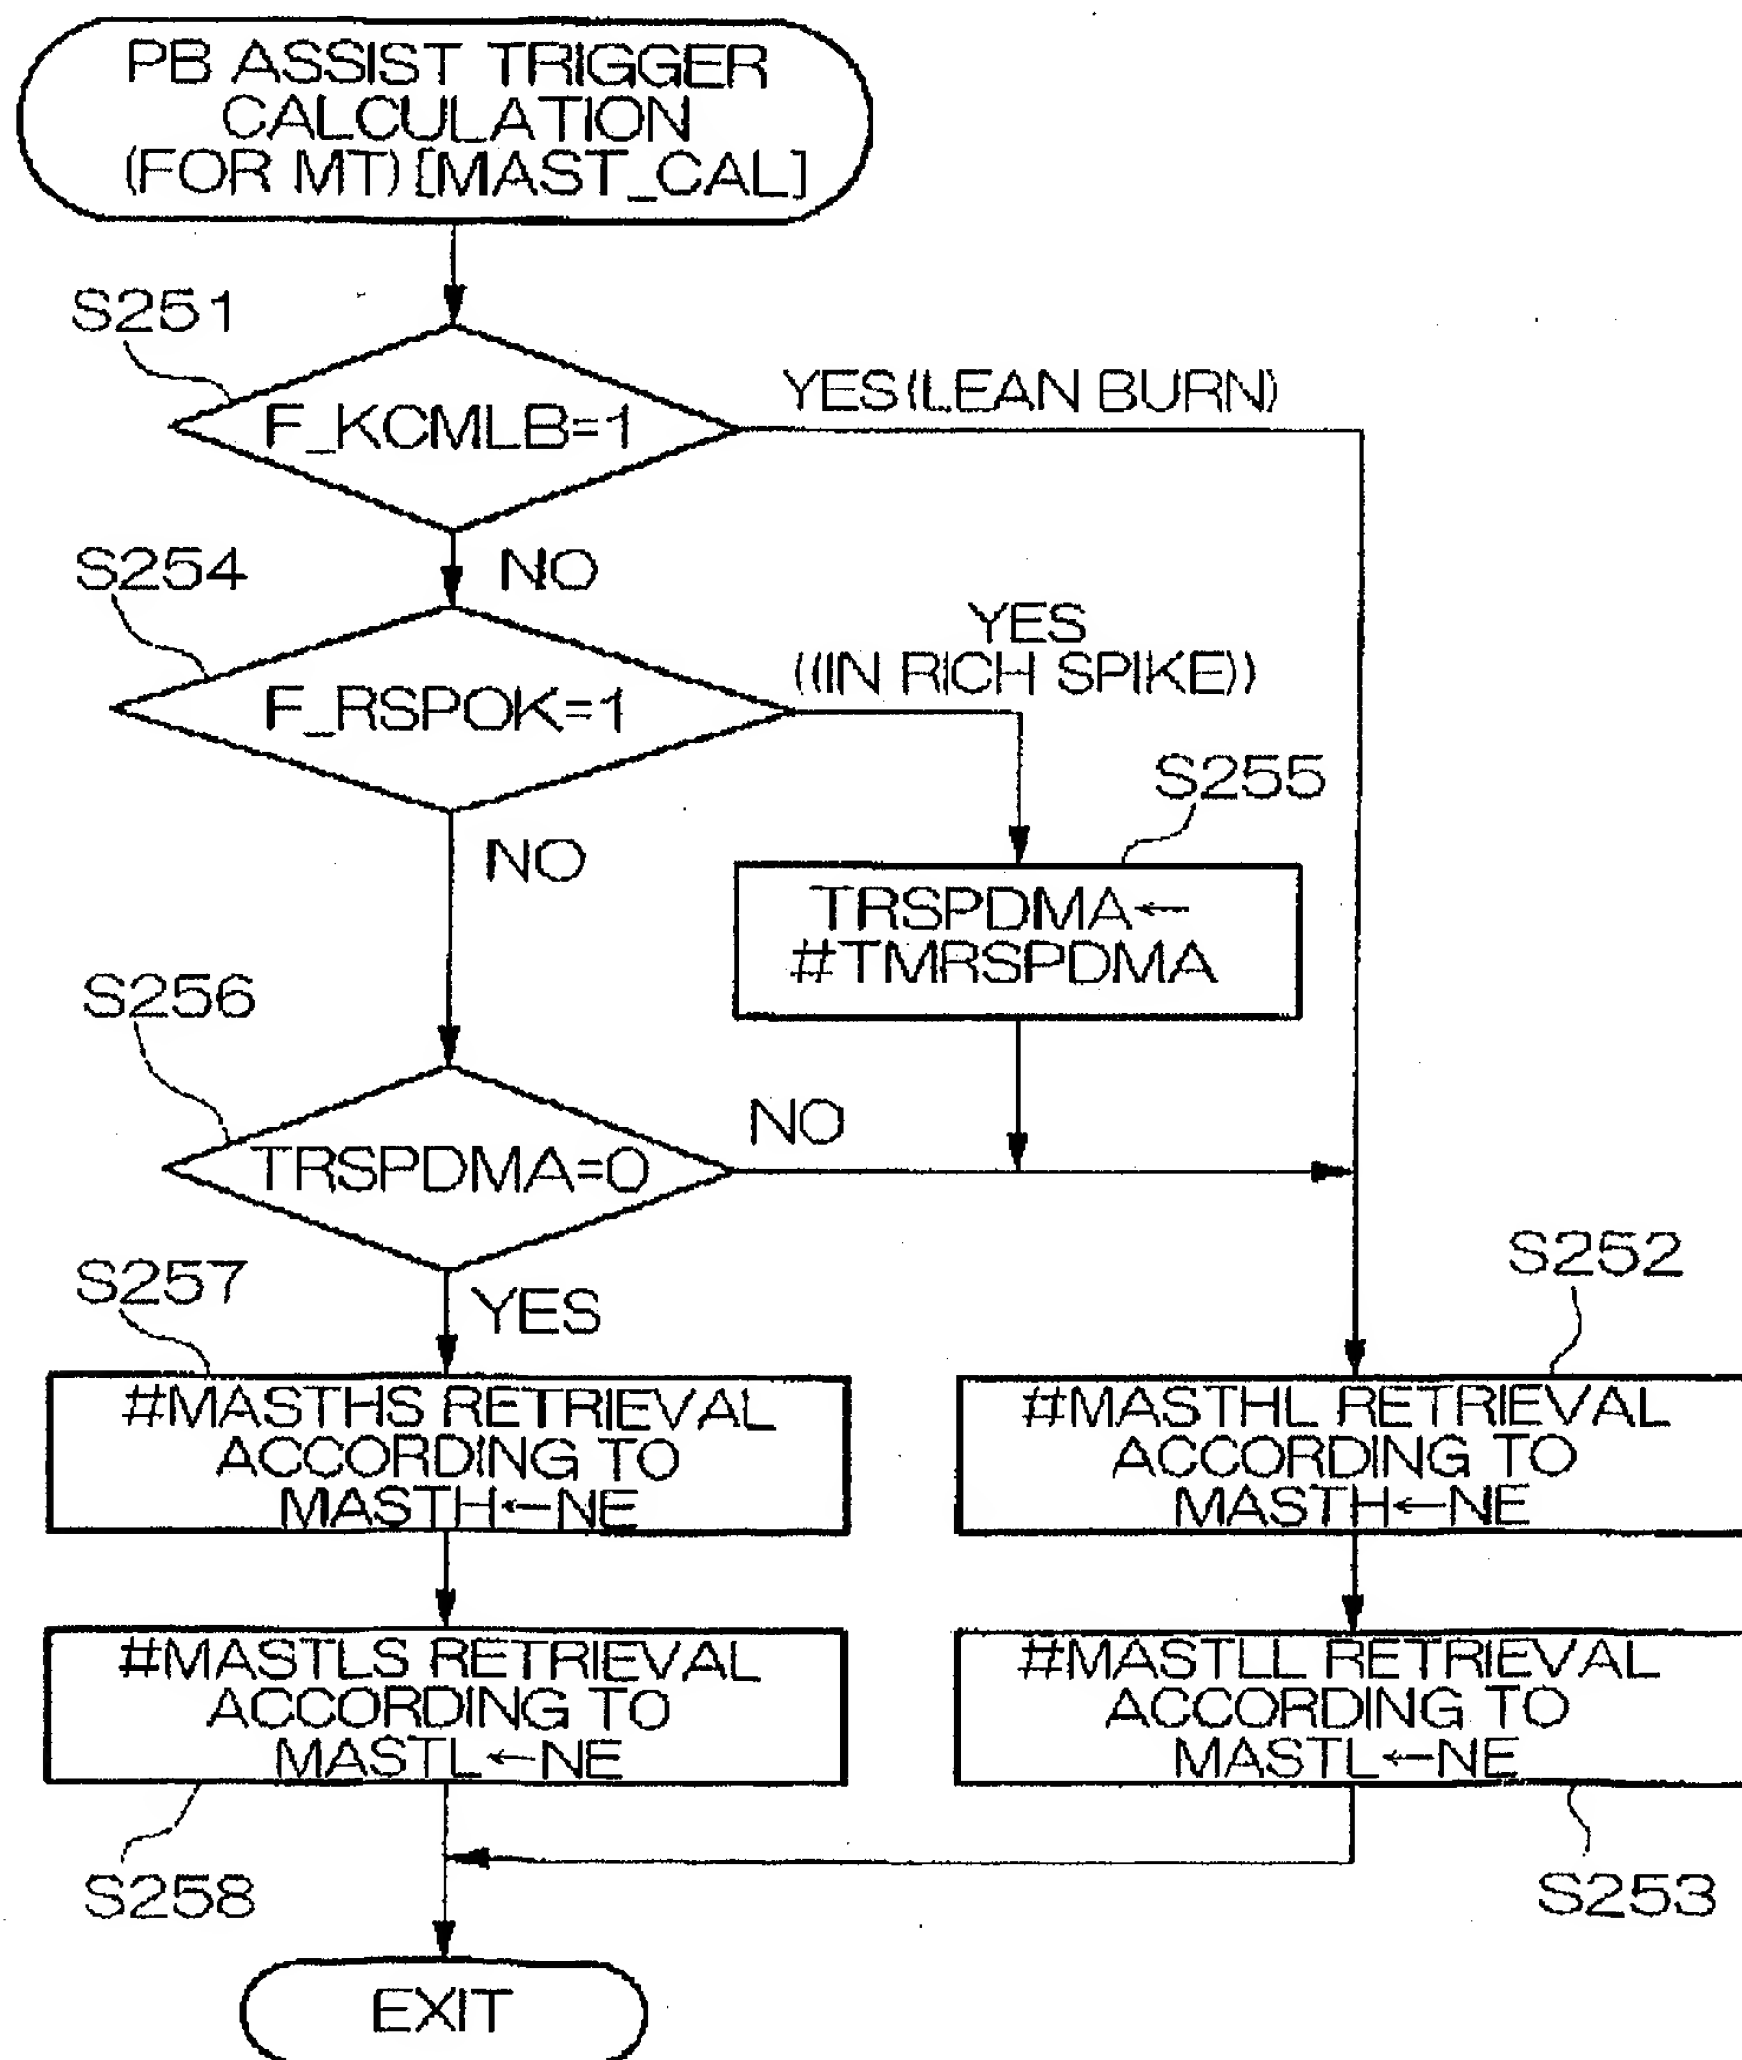 PB ASSIST TRIGGER
CALCULATION
(FOR MT) [MAST_CAL]
S251
F_KCMLB=1
YES(LEAN BURN)
NO
S254
F_RSPOK=1
YES
((IN RICH SPIKE))
NO
S255
TRSPDMA←
#TMRSPDMA
S256
TRSPDMA=0
NO
YES
S257
#MASTHS RETRIEVAL
ACCORDING TO
MASTH←NE
S252
#MASTHL RETRIEVAL
ACCORDING TO
MASTH←NE
#MASTLS RETRIEVAL
ACCORDING TO
MASTL←NE
S258
#MASTLL RETRIEVAL
ACCORDING TO
MASTL←NE
S253
EXIT